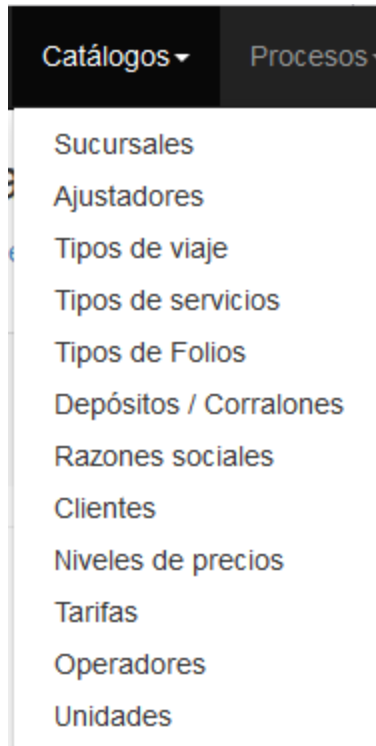 Catálogos Procesos
Sucursales
Ajustadores
Tipos de viaje
Tipos de servicios
Tipos de Folios
Depósitos / Corralones
Razones sociales
Clientes
Niveles de precios
Tarifas
Operadores
Unidades